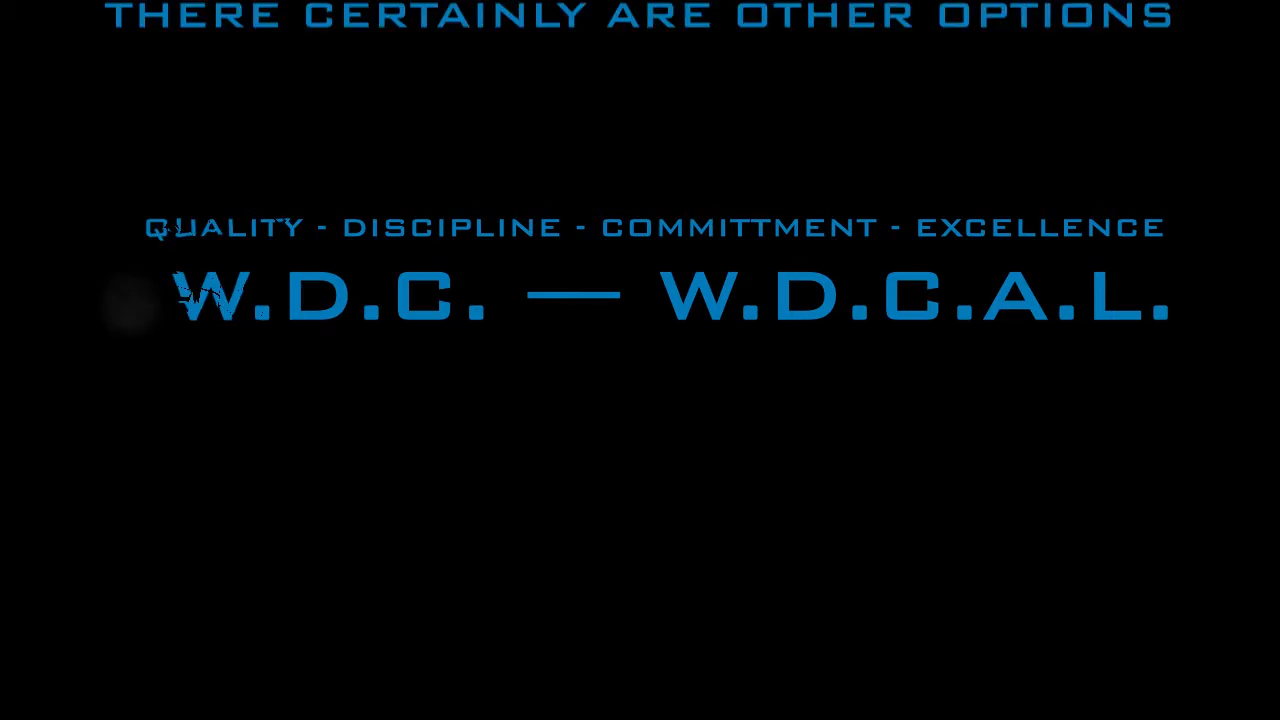 THERE CERTAINLY ARE OTHER OPTIONS
QUALITY - DISCIPLINE - COMMITTMENT - EXCELLENCE
W.D.C. — W.D.C.A.L.